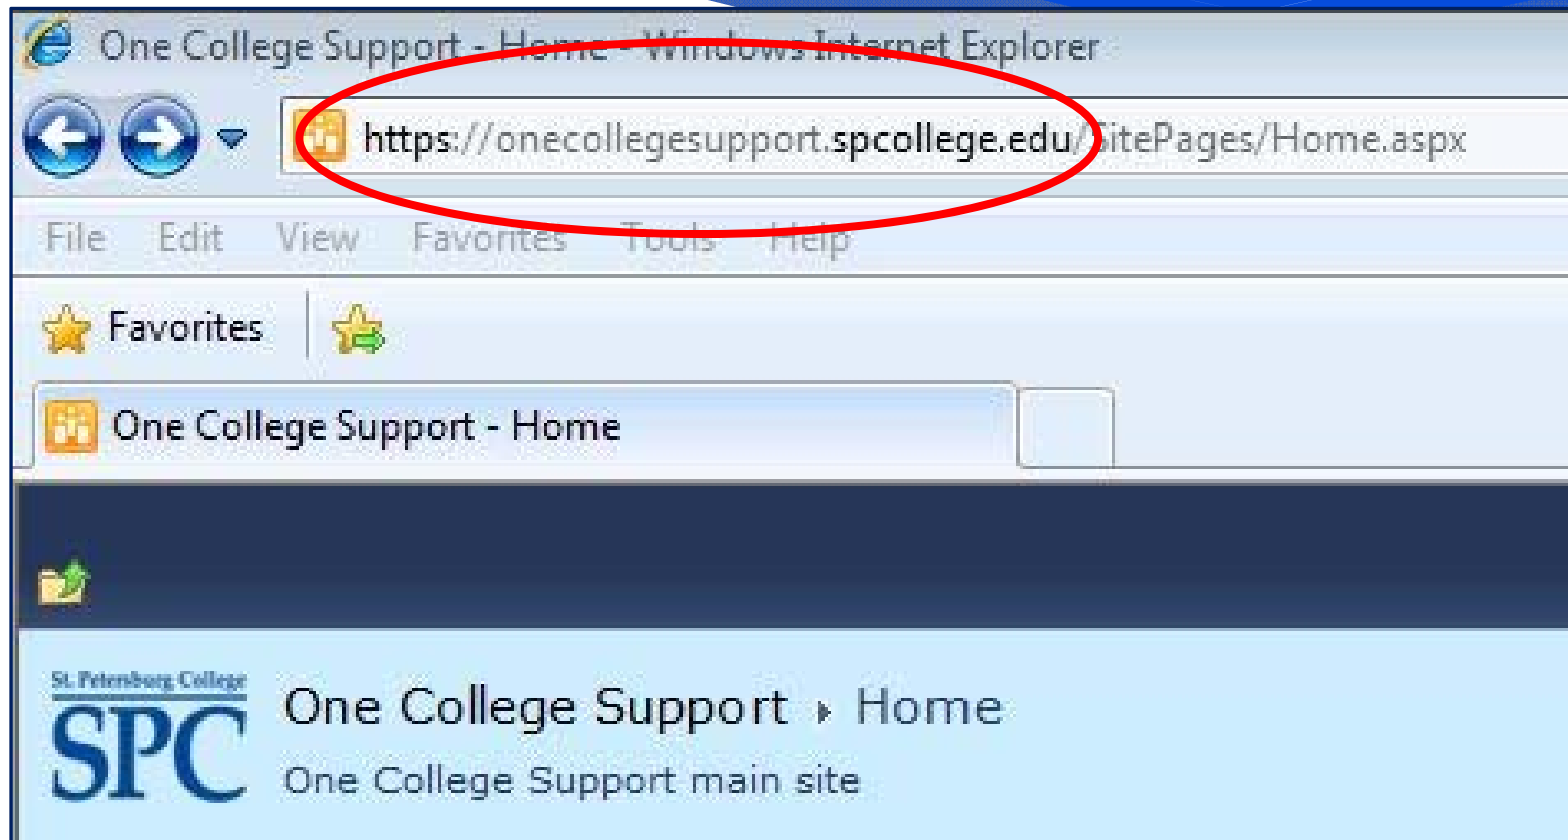 One College Support - Home - Windows Internet Explorer
https://onecollegesupport.spcollege.edu/SitePages/Home.aspx
File Edit View Favorites Tools Help
Favorites
One College Support - Home
St. Petersburg College
SPC
One College Support ▸ Home
One College Support main site